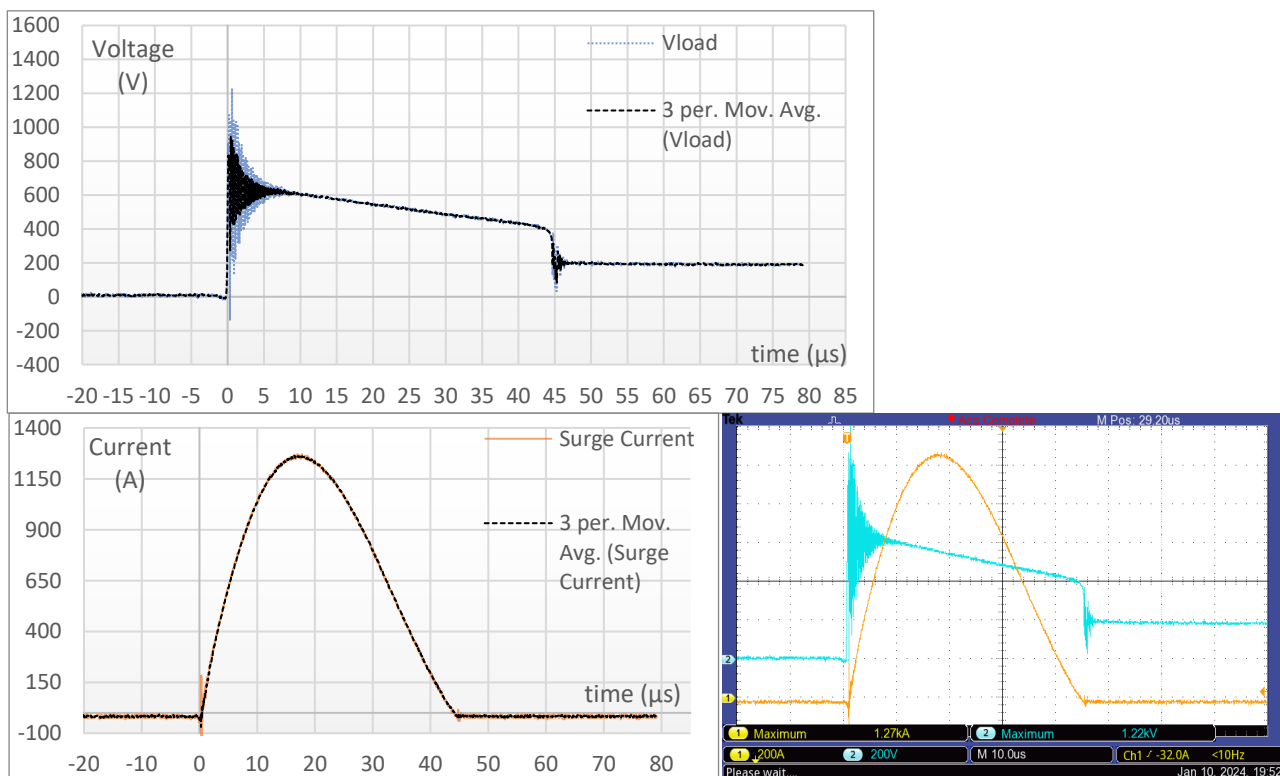 1600
1400
1200
1000
800
600
400
200
0
-200
-400
Voltage
(V)
Vload
3 per. Mov. Avg.
(Vload)
time (µs)
-20 -15 -10 -5 0 5 10 15 20 25 30 35 40 45 50 55 60 65 70 75 80 85
1400
1150
900
650
400
150
-100
Current
(A)
Surge Current
3 per. Mov.
Avg. (Surge
Current)
time (µs)
-20 -10 0 10 20 30 40 50 60 70 80
Tek M Pos: 29.20us
U
2
1
1 Maximum 1.27kA 2 Maximum 1.22kV
1 200A 2 200V M 10.0us Ch1 -32.0A <10Hz
Please wait.... Jan 10, 2024, 19:52